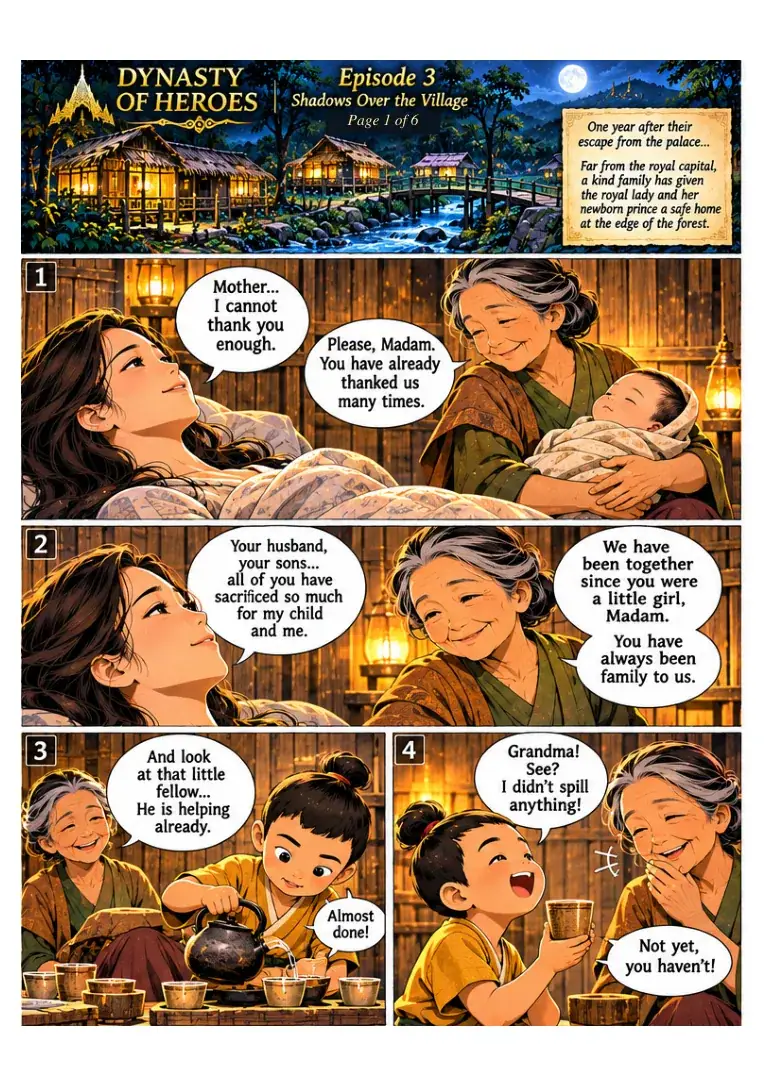 DYNASTY
OF HEROES
Episode 3
Shadows Over the Village
Page 1 of 6
One year after their
escape from the palace...
Far from the royal capital,
a kind family has given
the royal lady and her
newborn prince a safe home
at the edge of the forest.
1
Mother...
I cannot
thank you
enough.
Please, Madam.
You have already
thanked us
many times.
2
Your husband,
your sons...
all of you have
sacrificed so much
for my child
and me.
We have
been together
since you were
a little girl,
Madam.
You have
always been
family to us.
3
And look
at that little
fellow...
He is helping
already.
Almost
done!
4
Grandma!
See?
I didn't spill
anything!
Not yet,
you haven't!